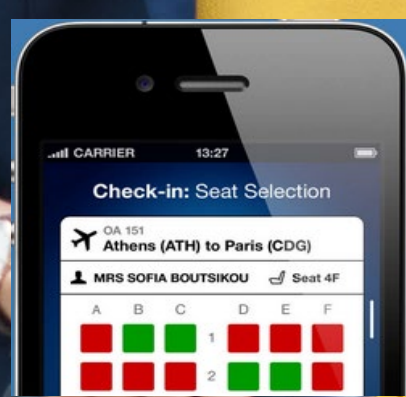 CARRIER 13:27
Check-in: Seat Selection
OA 151
Athens (ATH) to Paris (CDG)
MRS SOFIA BOUTSIKOU Seat 4F
A B C D E F
1
2